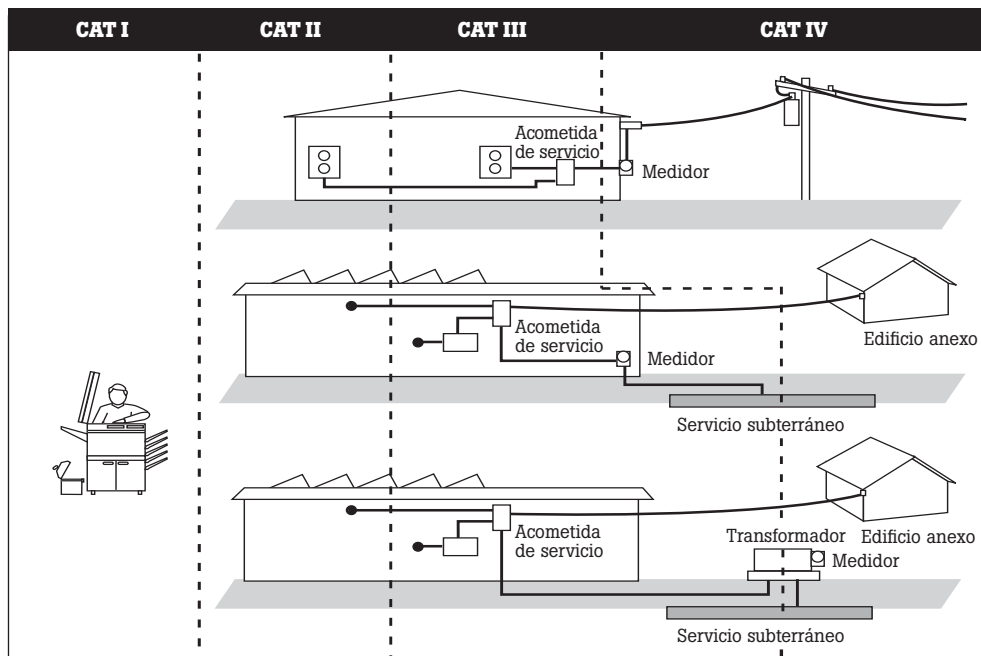 CAT I
CAT II
CAT III
CAT IV
Acometida
de servicio
Medidor
Acometida
de servicio
Medidor
Edificio anexo
Servicio subterráneo
Acometida
de servicio
Transformador
Edificio anexo
Medidor
Servicio subterráneo